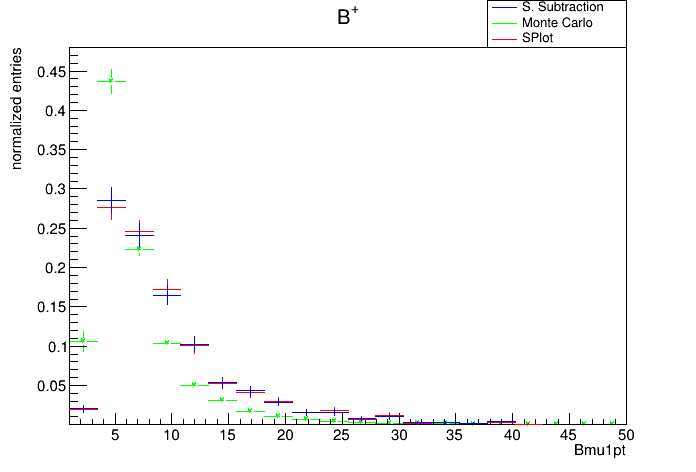 B+
S. Subtraction
Monte Carlo
SPlot
normalized entries
0.45
0.4
0.35
0.3
0.25
0.2
0.15
0.1
0.05
5 10 15 20 25 30 35 40 45 50
Bmu1pt